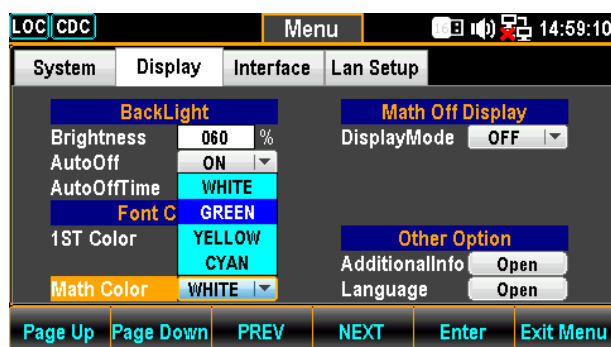 LOC CDC Menu 16 14:59:10
System Display Interface Lan Setup
BackLight Math Off Display
Brightness 060 % DisplayMode OFF
AutoOff ON
AutoOffTime WHITE
Font C GREEN
1ST Color YELLOW Other Option
CYAN AdditionalInfo Open
Math Color WHITE Language Open
Page Up Page Down PREV NEXT Enter Exit Menu